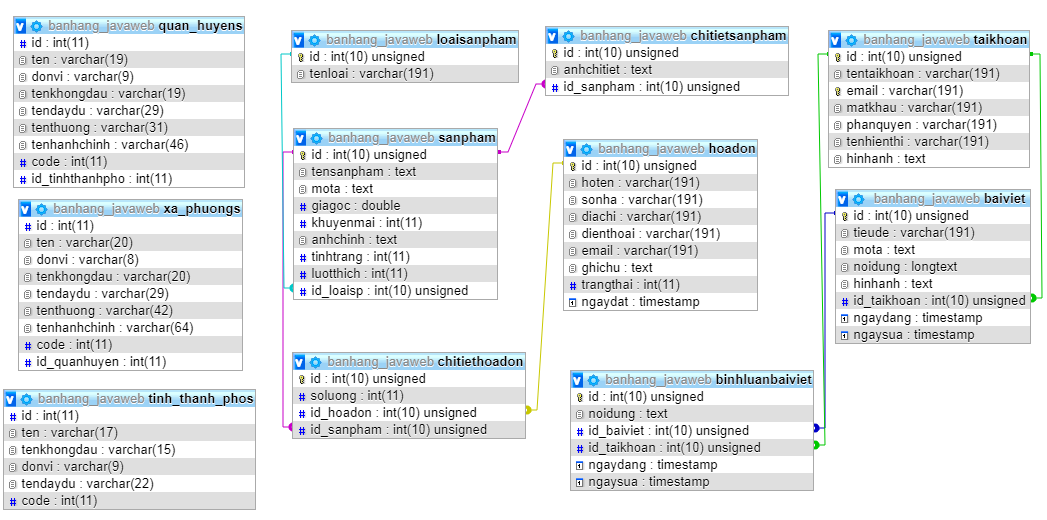 banhang_javaweb quan_huyens
id : int(11)
ten : varchar(19)
donvi : varchar(9)
tenkhongdau : varchar(19)
tendaydu : varchar(29)
tenthuong : varchar(31)
tenhanhchinh : varchar(46)
code : int(11)
id_tinhthanhpho : int(11)
banhang_javaweb xa_phuongs
id : int(11)
ten : varchar(20)
donvi : varchar(8)
tenkhongdau : varchar(20)
tendaydu : varchar(29)
tenthuong : varchar(42)
tenhanhchinh : varchar(64)
code : int(11)
id_quanhuyen : int(11)
banhang_javaweb tinh_thanh_phos
id : int(11)
ten : varchar(17)
tenkhongdau : varchar(15)
donvi : varchar(9)
tendaydu : varchar(22)
code : int(11)
banhang_javaweb loaisanpham
id : int(10) unsigned
tenloai : varchar(191)
banhang_javaweb sanpham
id : int(10) unsigned
tensanpham : text
mota : text
giagoc : double
khuyenmai : int(11)
anhchinh : text
tinhtrang : int(11)
luotthich : int(11)
id_loaisp : int(10) unsigned
banhang_javaweb chitiethoadon
id : int(10) unsigned
soluong : int(11)
id_hoadon : int(10) unsigned
id_sanpham : int(10) unsigned
banhang_javaweb chitietsanpham
id : int(10) unsigned
anhchitiet : text
id_sanpham : int(10) unsigned
banhang_javaweb hoadon
id : int(10) unsigned
hoten : varchar(191)
sonha : varchar(191)
diachi : varchar(191)
dienthoai : varchar(191)
email : varchar(191)
ghichu : text
trangthai : int(11)
ngaydat : timestamp
banhang_javaweb binhluanbaiviet
id : int(10) unsigned
noidung : text
id_baiviet : int(10) unsigned
id_taikhoan : int(10) unsigned
ngaydang : timestamp
ngaysua : timestamp
banhang_javaweb taikhoan
id : int(10) unsigned
tentaikhoan : varchar(191)
email : varchar(191)
matkhau : varchar(191)
phanquyen : varchar(191)
tenhienthi : varchar(191)
hinhanh : text
banhang_javaweb baiviet
id : int(10) unsigned
tieude : varchar(191)
mota : text
noidung : longtext
hinhanh : text
id_taikhoan : int(10) unsigned
ngaydang : timestamp
ngaysua : timestamp